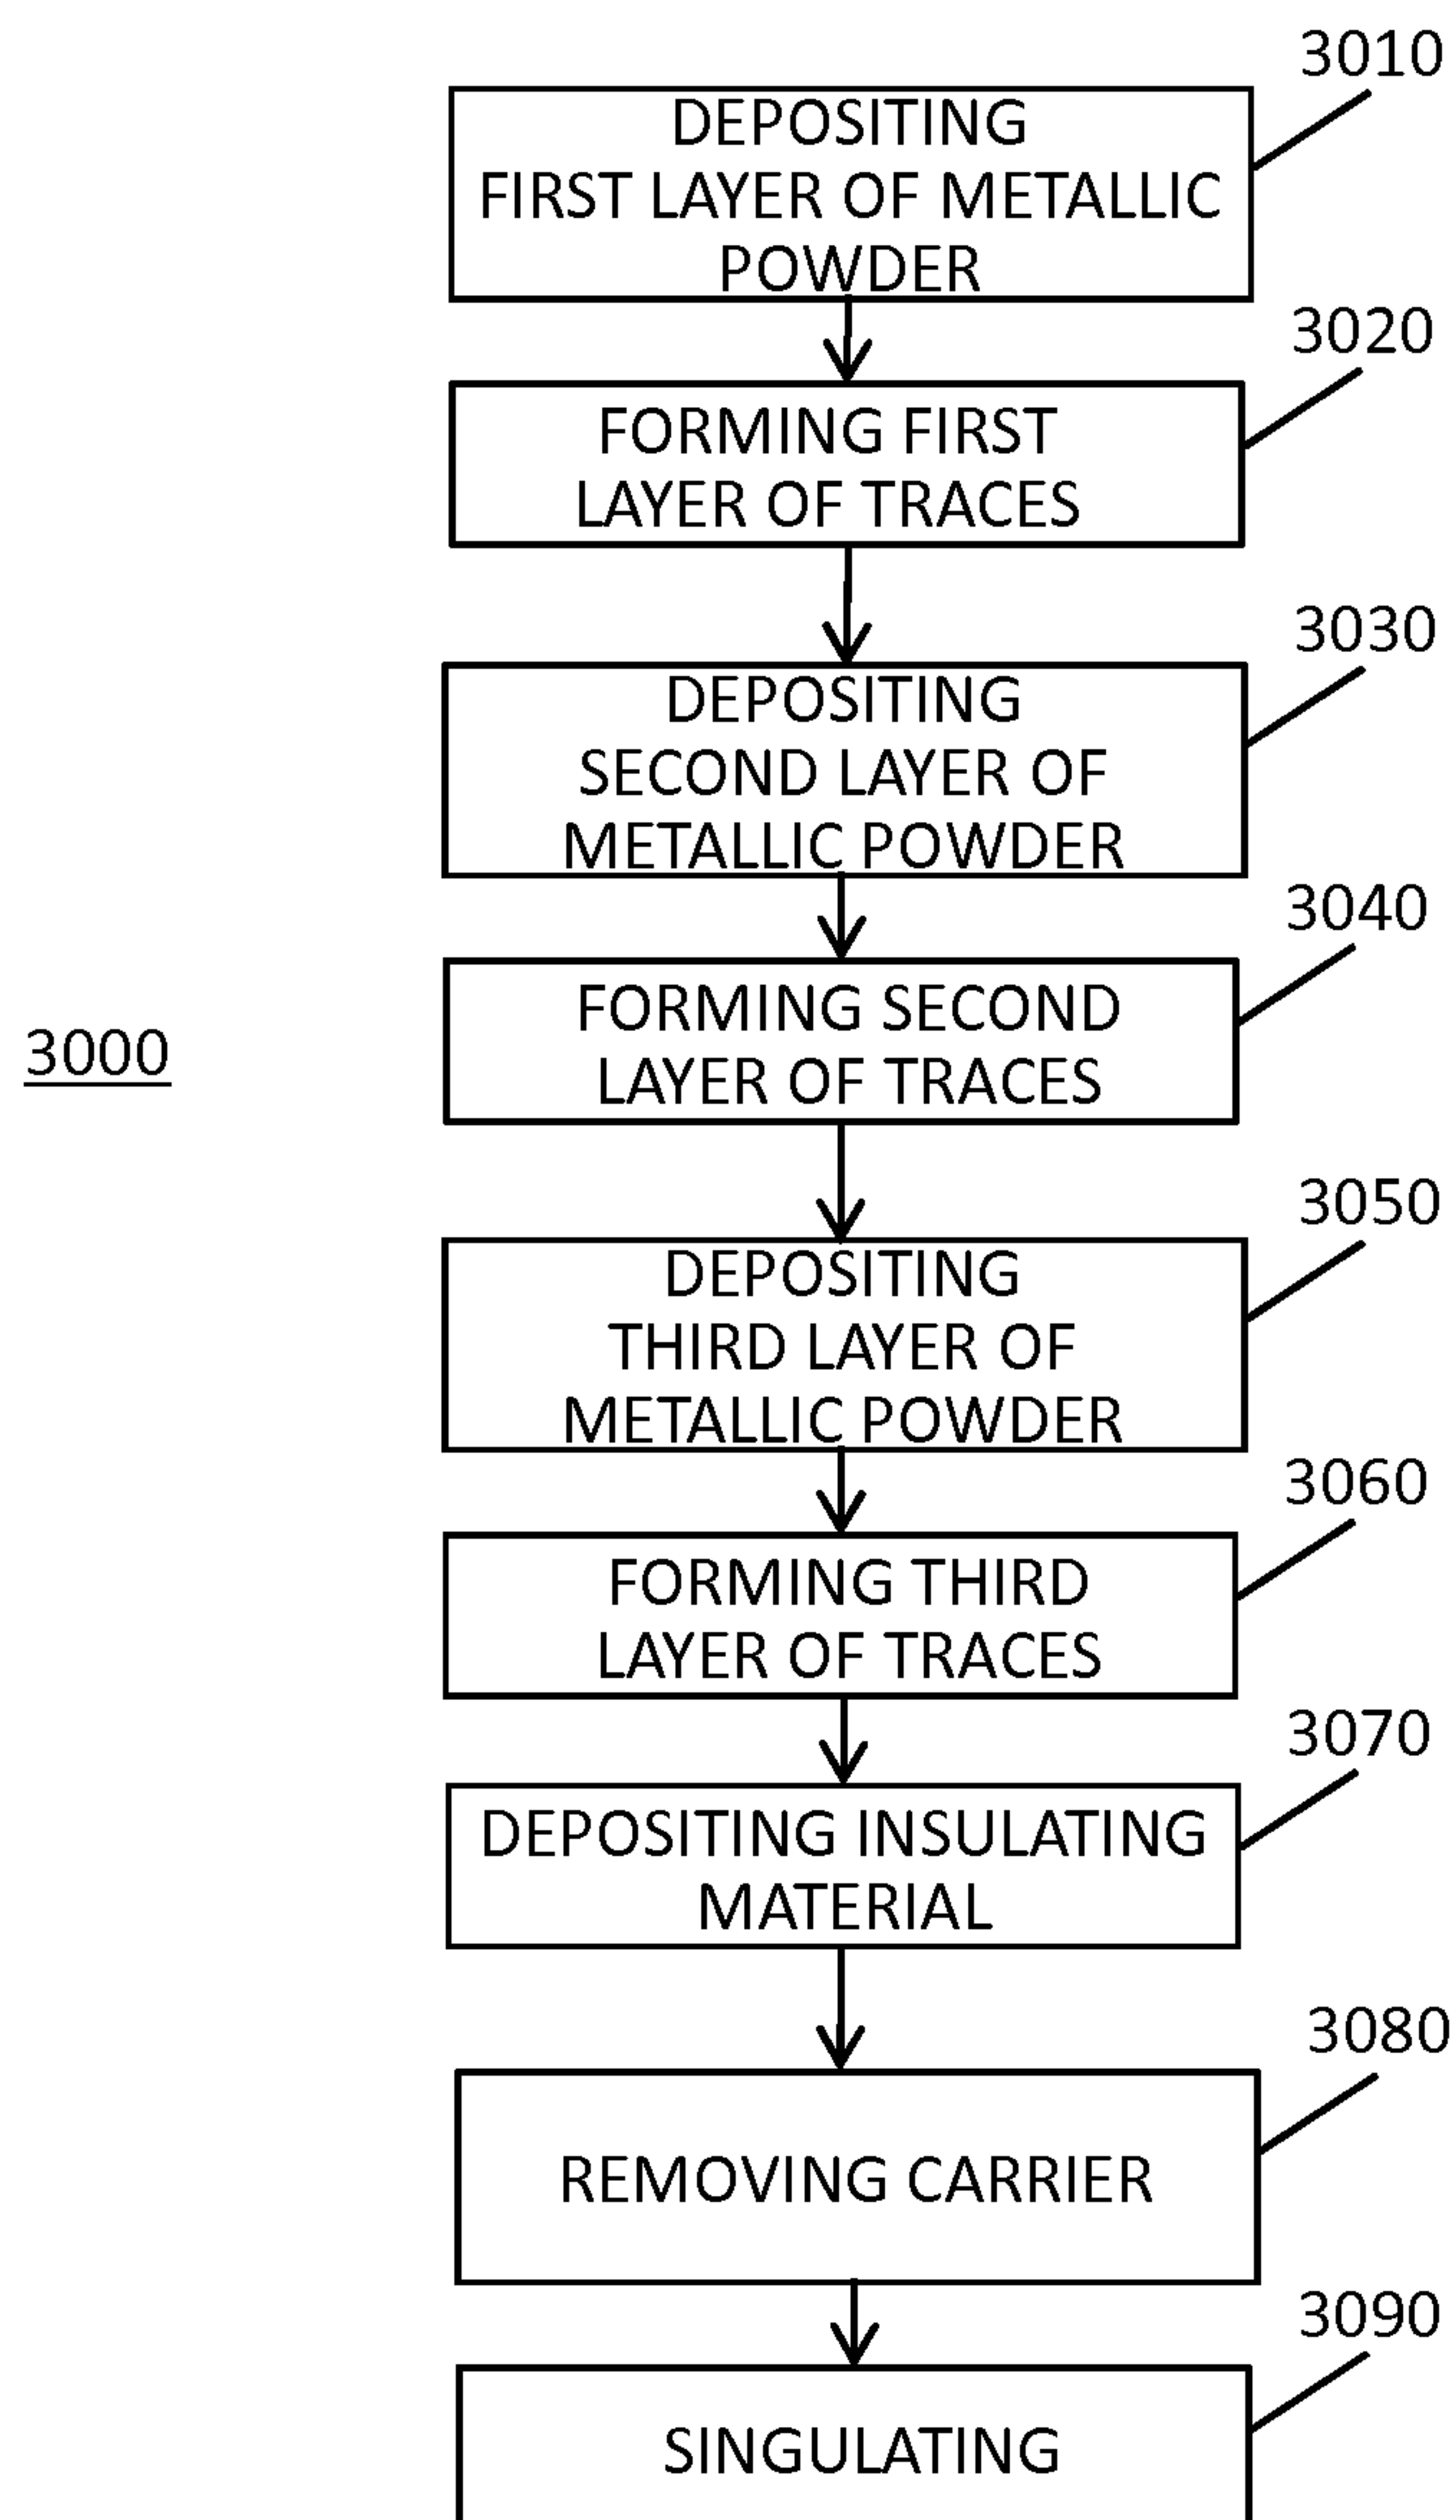 3010
DEPOSITING
FIRST LAYER OF METALLIC
POWDER
3020
FORMING FIRST
LAYER OF TRACES
3030
DEPOSITING
SECOND LAYER OF
METALLIC POWDER
3040
FORMING SECOND
LAYER OF TRACES
3000
3050
DEPOSITING
THIRD LAYER OF
METALLIC POWDER
3060
FORMING THIRD
LAYER OF TRACES
3070
DEPOSITING INSULATING
MATERIAL
3080
REMOVING CARRIER
3090
SINGULATING